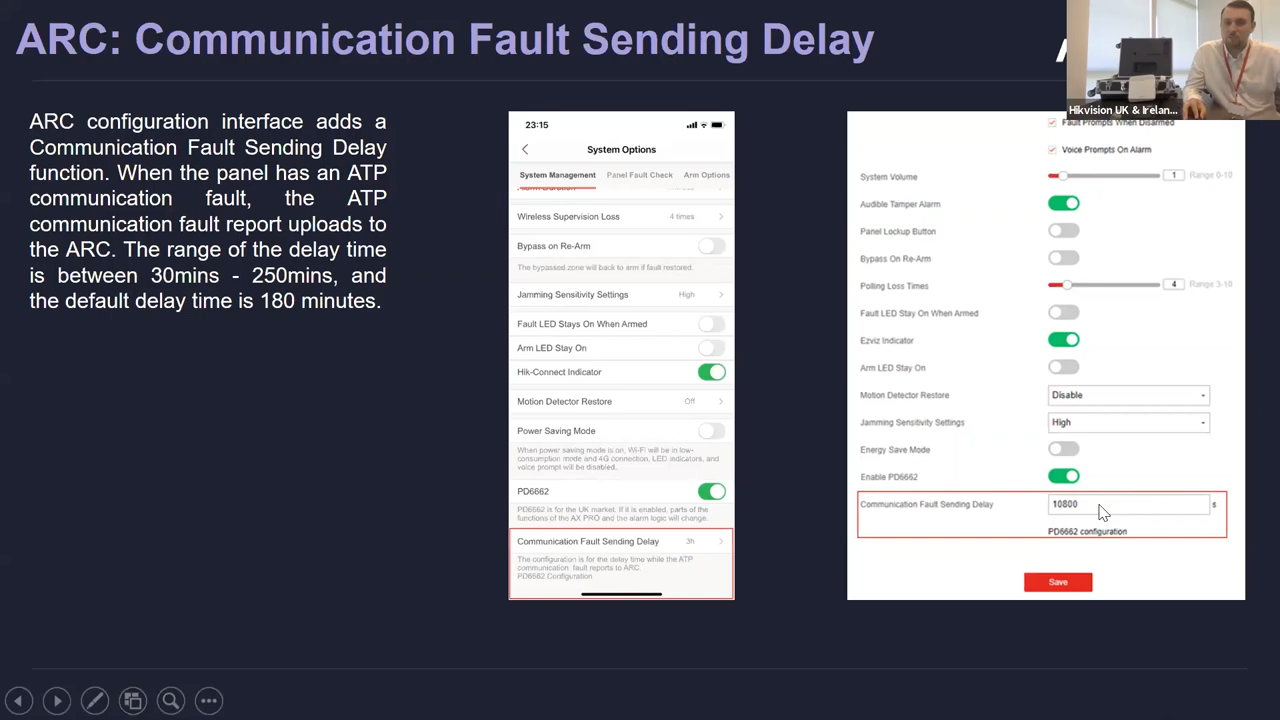 ARC: Communication Fault Sending Delay
Hikvision UK & Irelan...
ARC configuration interface adds a
Communication Fault Sending Delay
function. When the panel has an ATP
communication fault, the ATP
communication fault report uploads to
the ARC. The range of the delay time
is between 30mins - 250mins, and
the default delay time is 180 minutes.
23:15
System Options
System Management Panel Fault Check Arm Options
Alarm Duration
Wireless Supervision Loss 4 times
Bypass on Re-Arm
The bypassed zone will back to arm if fault restored.
Jamming Sensitivity Settings High
Fault LED Stays On When Armed
Arm LED Stay On
Hik-Connect Indicator
Motion Detector Restore Off
Power Saving Mode
When power saving mode is on, Wi-Fi will be in low-
consumption mode and 4G connection, LED indicators, and
voice prompt will be disabled.
PD6662
PD6662 is for the UK market. If it is enabled, parts of the
functions of the AX PRO and the alarm logic will change.
Communication Fault Sending Delay 3h
The configuration is for the delay time while the ATP
communication fault reports to ARC.
PD6662 Configuration
Fault Prompts When Disarmed
Voice Prompts On Alarm
System Volume 1 Range 0-10
Audible Tamper Alarm
Panel Lockup Button
Bypass On Re-Arm
Polling Loss Times 4 Range 3-10
Fault LED Stay On When Armed
Ezviz Indicator
Arm LED Stay On
Motion Detector Restore Disable
Jamming Sensitivity Settings High
Energy Save Mode
Enable PD6662
Communication Fault Sending Delay 10800 s
PD6662 configuration
Save